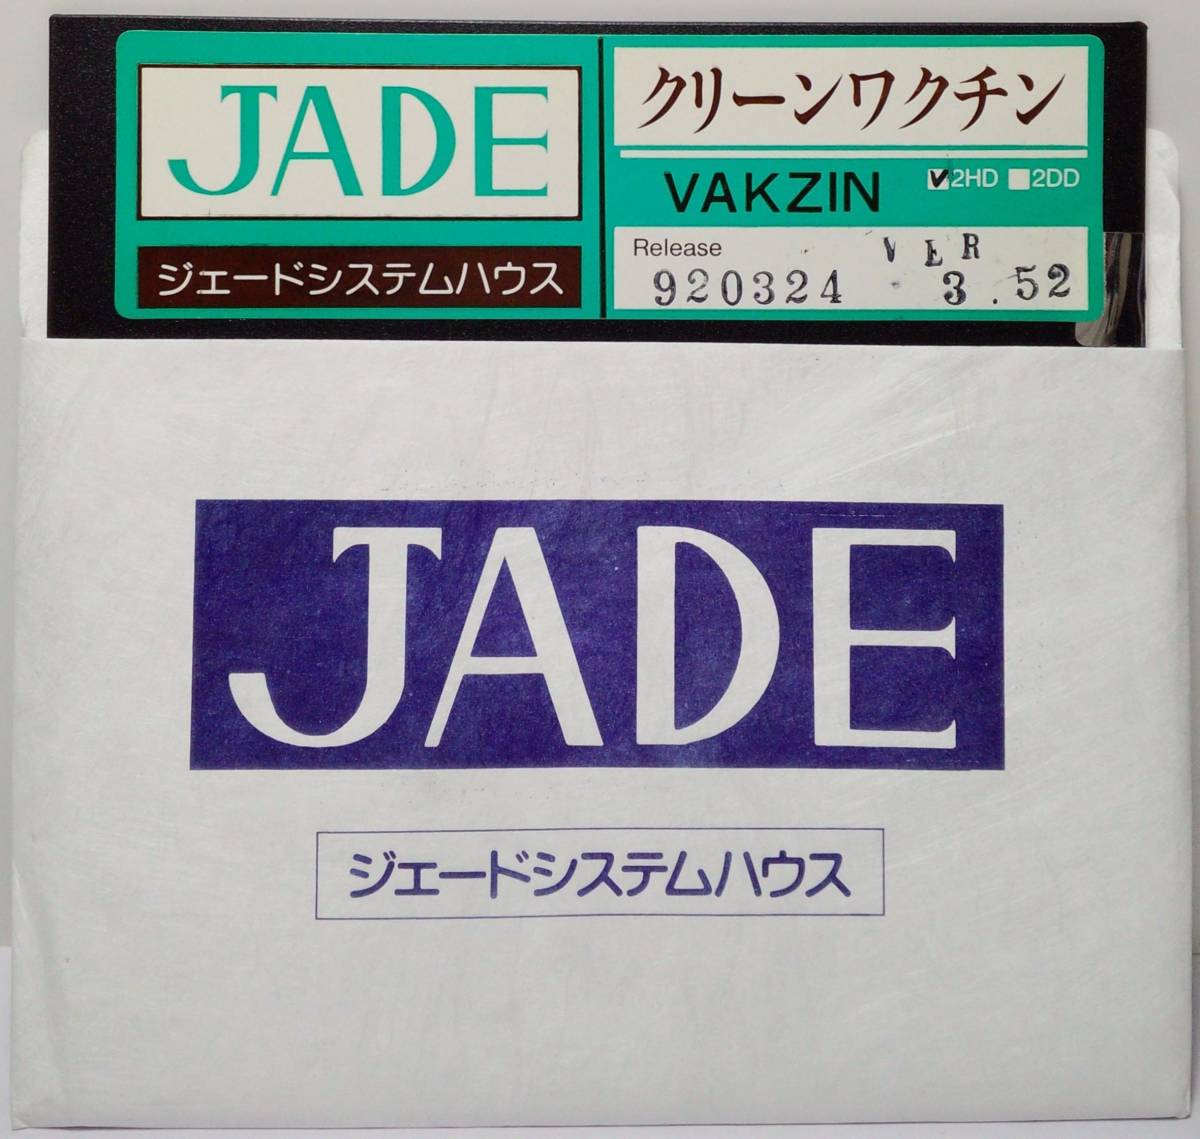 JADE
ジェードシステムハウス
クリーンワクチン
VAKZIN 2HD 2DD
Release VER
920324 3.52
JADE
ジェードシステムハウス